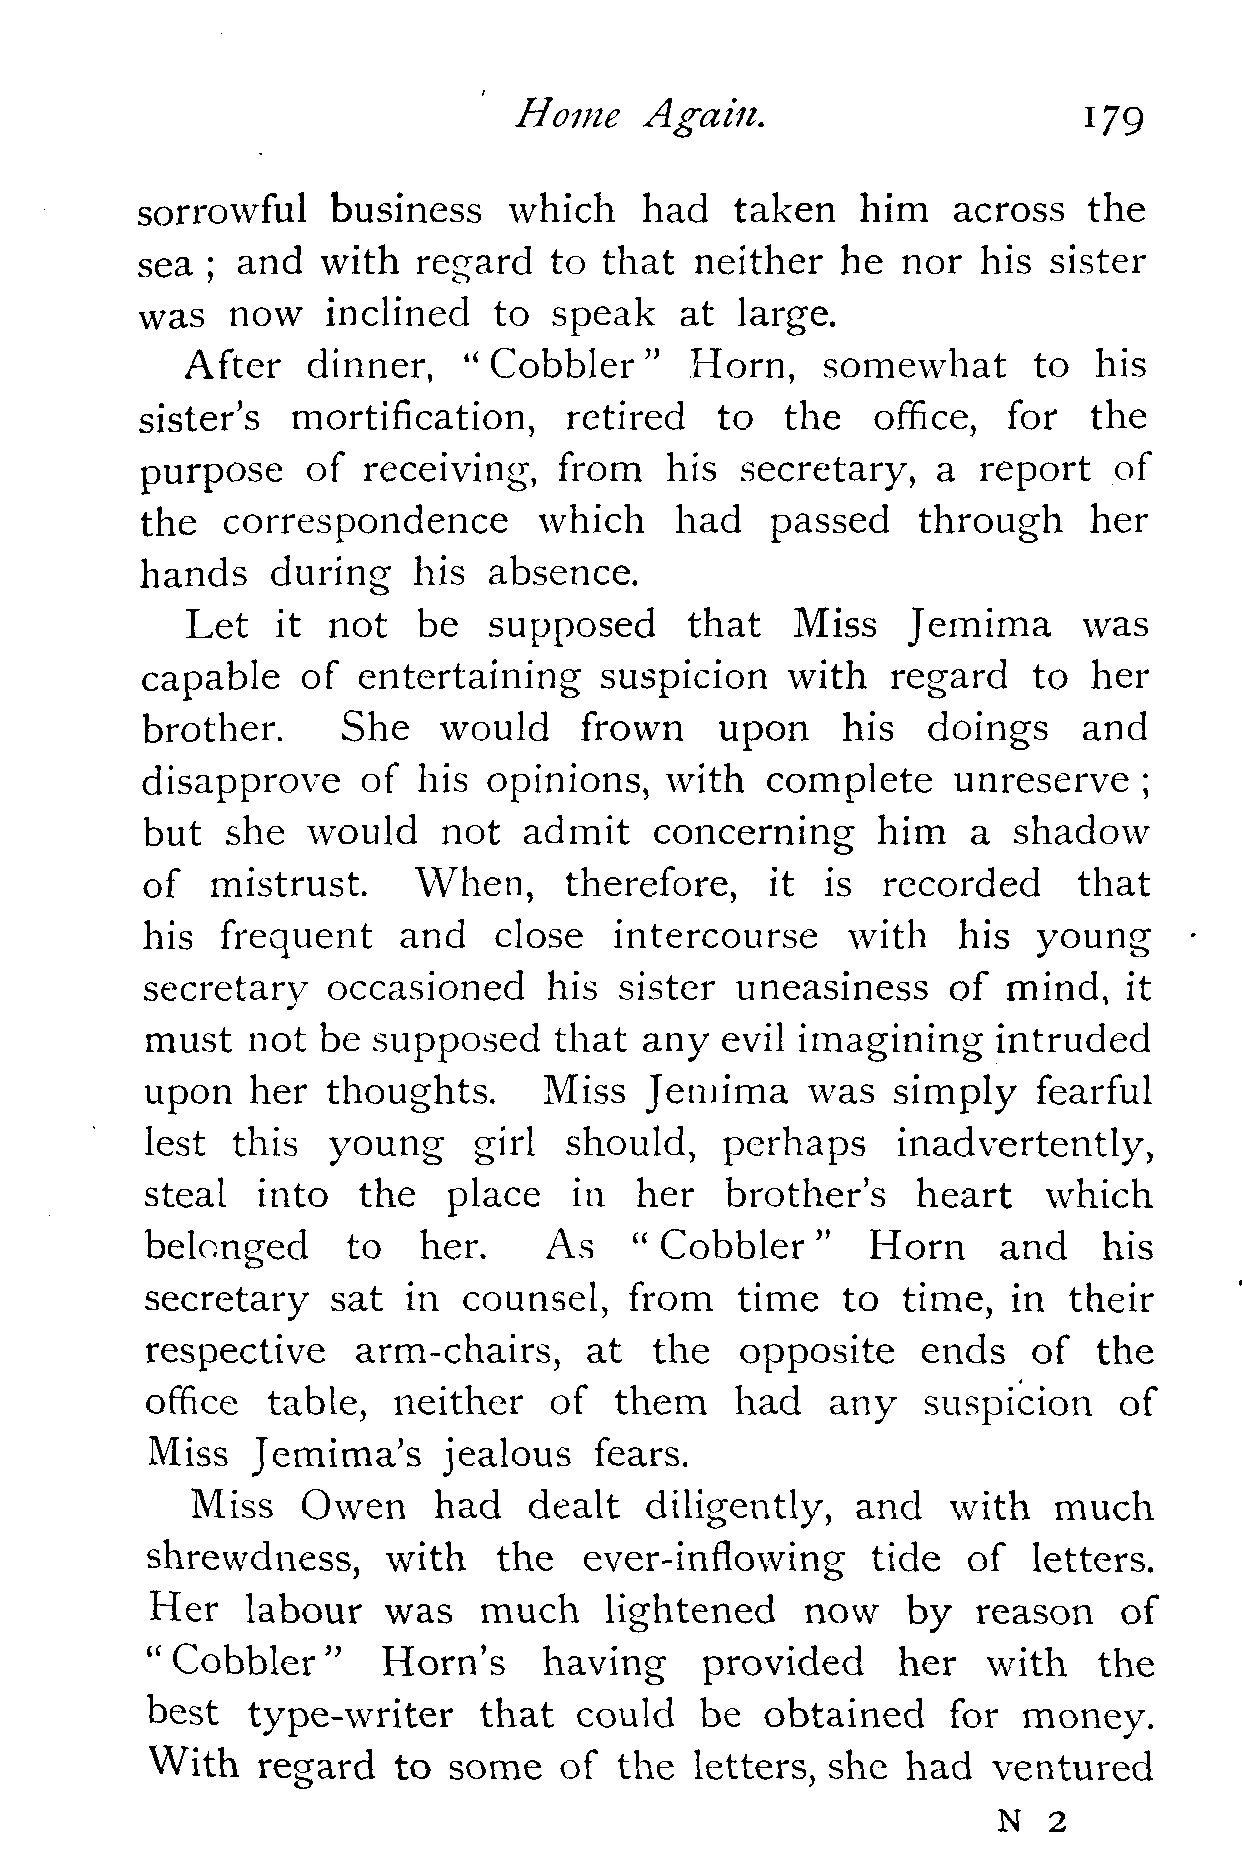 Home Again. 179
sorrowful business which had taken him across the
sea ; and with regard to that neither he nor his sister
was now inclined to speak at large.
After dinner, “ Cobbler ” Horn, somewhat to his
sister's mortification, retired to the office, for the
purpose of receiving, from his secretary, a report of
the correspondence which had passed through her
hands during his absence.
Let it not be supposed that Miss Jemima was
capable of entertaining suspicion with regard to her
brother. She would frown upon his doings and
disapprove of his opinions, with complete unreserve ;
but she would not admit concerning him a shadow
of mistrust. When, therefore, it is recorded that
his frequent and close intercourse with his young
secretary occasioned his sister uneasiness of mind, it
must not be supposed that any evil imagining intruded
upon her thoughts. Miss Jemima was simply fearful
lest this young girl should, perhaps inadvertently,
steal into the place in her brother's heart which
belonged to her. As “ Cobbler ” Horn and his
secretary sat in counsel, from time to time, in their
respective arm-chairs, at the opposite ends of the
office table, neither of them had any suspicion of
Miss Jemima's jealous fears.
Miss Owen had dealt diligently, and with much
shrewdness, with the ever-inflowing tide of letters.
Her labour was much lightened now by reason of
“ Cobbler ” Horn's having provided her with the
best type-writer that could be obtained for money.
With regard to some of the letters, she had ventured
N 2